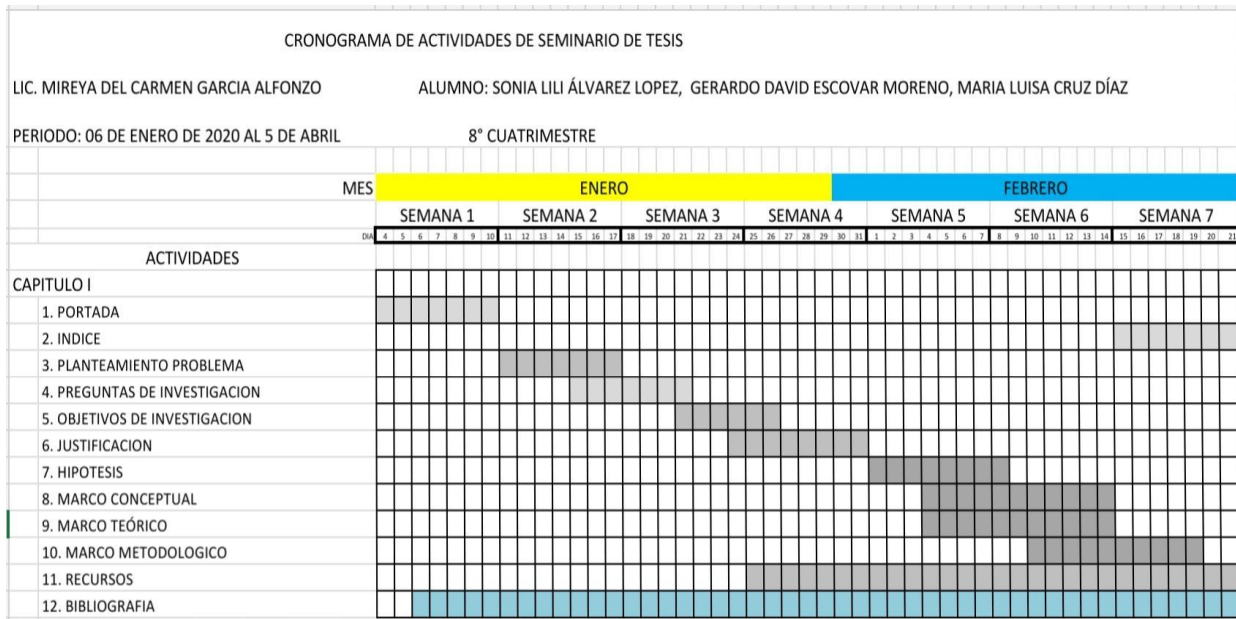 CRONOGRAMA DE ACTIVIDADES DE SEMINARIO DE TESIS
LIC. MIREYA DEL CARMEN GARCIA ALFONZO ALUMNO: SONIA LILI ÁLVAREZ LOPEZ, GERARDO DAVID ESCOVAR MORENO, MARIA LUISA CRUZ DÍAZ
PERIODO: 06 DE ENERO DE 2020 AL 5 DE ABRIL 8° CUATRIMESTRE
MES ENERO FEBRERO
SEMANA 1 SEMANA 2 SEMANA 3 SEMANA 4 SEMANA 5 SEMANA 6 SEMANA 7
DIA 4 5 6 7 8 9 10 11 12 13 14 15 16 17 18 19 20 21 22 23 24 25 26 27 28 29 30 31 1 2 3 4 5 6 7 8 9 10 11 12 13 14 15 16 17 18 19 20 21
ACTIVIDADES
CAPITULO I
1. PORTADA
2. INDICE
3. PLANTEAMIENTO PROBLEMA
4. PREGUNTAS DE INVESTIGACION
5. OBJETIVOS DE INVESTIGACION
6. JUSTIFICACION
7. HIPOTESIS
8. MARCO CONCEPTUAL
9. MARCO TEÓRICO
10. MARCO METODOLOGICO
11. RECURSOS
12. BIBLIOGRAFIA